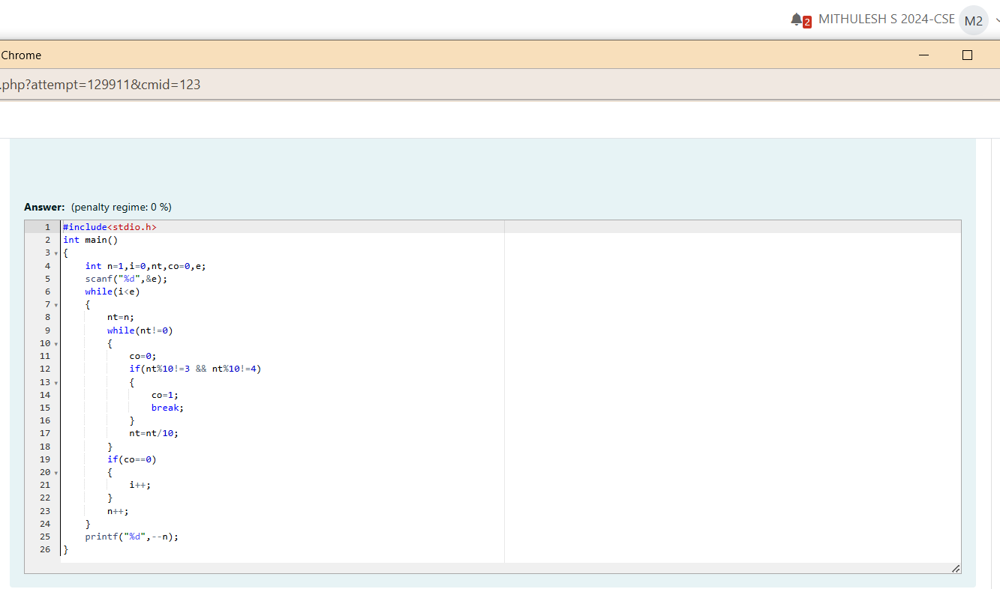 2 MITHULESH S 2024-CSE M2
Chrome
.php?attempt=129911&cmid=123
Answer: (penalty regime: 0 %)
1 #include<stdio.h>
2 int main()
3 {
4     int n=1,i=0,nt,co=0,e;
5     scanf("%d",&e);
6     while(i<e)
7     {
8         nt=n;
9         while(nt!=0)
10         {
11             co=0;
12             if(nt%10!=3 && nt%10!=4)
13             {
14                 co=1;
15                 break;
16             }
17             nt=nt/10;
18         }
19         if(co==0)
20         {
21             i++;
22         }
23         n++;
24     }
25     printf("%d",--n);
26 }